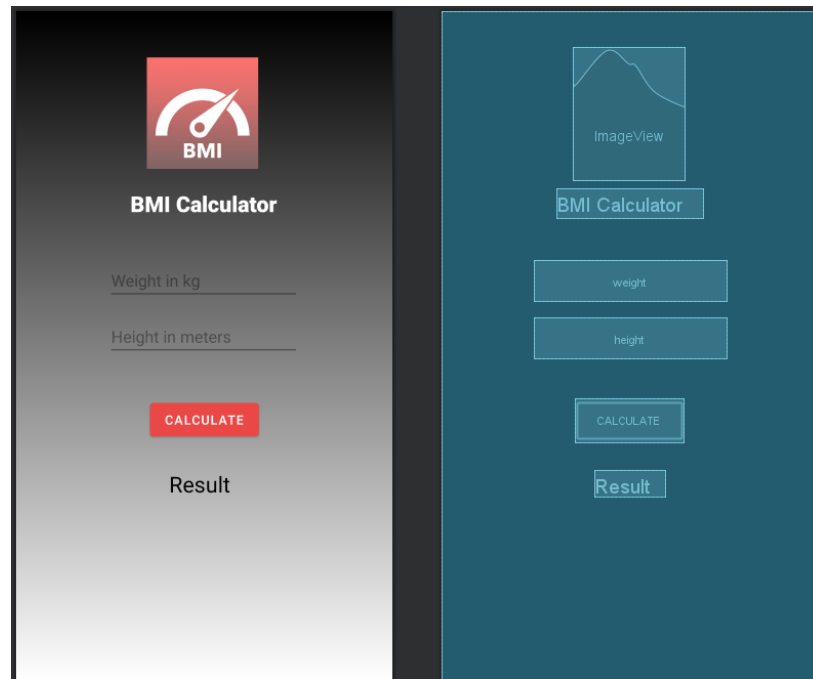 BMI
BMI Calculator
Weight in kg
Height in meters
CALCULATE
Result
ImageView
BMI Calculator
weight
height
CALCULATE
Result